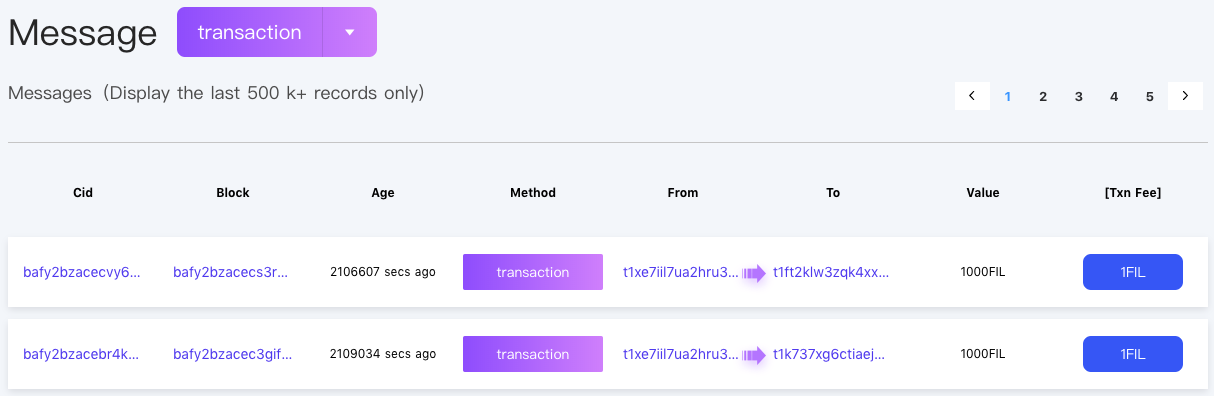 Message transaction
Messages (Display the last 500 k+ records only)
1 2 3 4 5
Cid Block Age Method From To Value [Txn Fee]
bafy2bzacecvy6... bafy2bzacecs3r... 2106607 secs ago transaction t1xe7iil7ua2hru3... t1ft2klw3zqk4xx... 1000FIL 1FIL
bafy2bzacebr4k... bafy2bzacec3gif... 2109034 secs ago transaction t1xe7iil7ua2hru3... t1k737xg6ctiaej... 1000FIL 1FIL